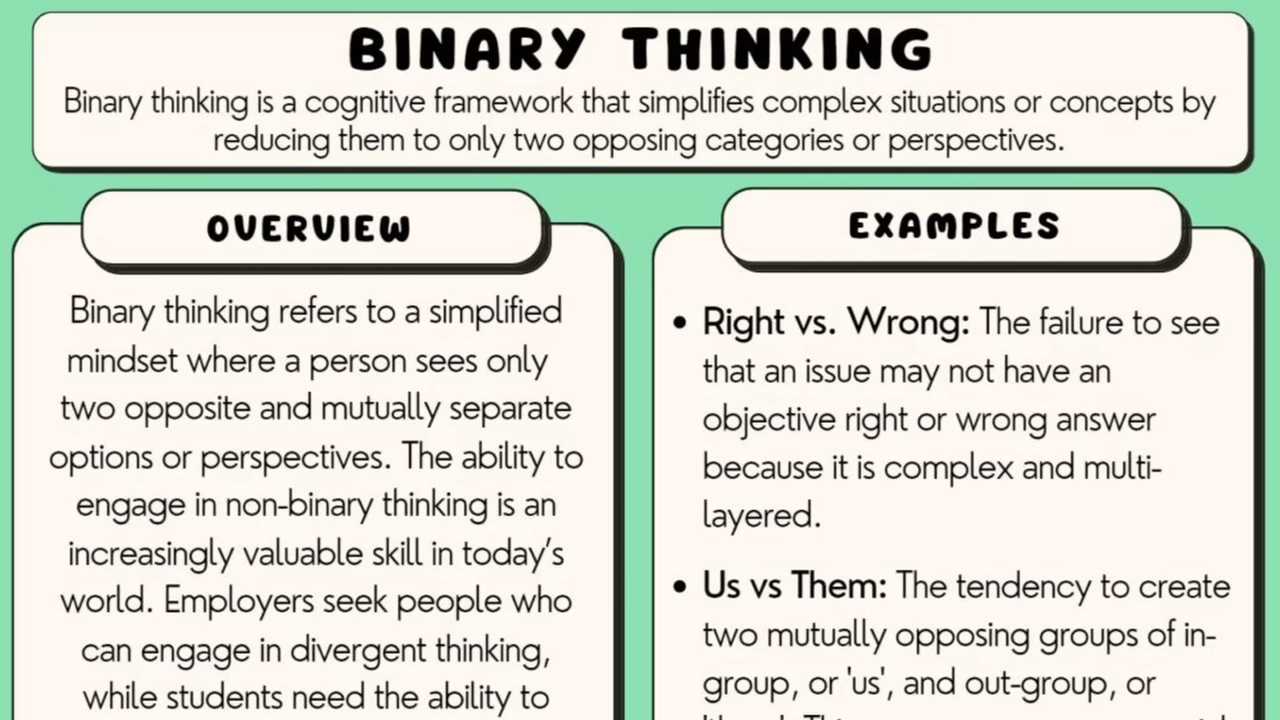 BINARY THINKING
Binary thinking is a cognitive framework that simplifies complex situations or concepts by
reducing them to only two opposing categories or perspectives.
OVERVIEW
Binary thinking refers to a simplified
mindset where a person sees only
two opposite and mutually separate
options or perspectives. The ability to
engage in non-binary thinking is an
increasingly valuable skill in today's
world. Employers seek people who
can engage in divergent thinking,
while students need the ability to
EXAMPLES
• Right vs. Wrong: The failure to see
that an issue may not have an
objective right or wrong answer
because it is complex and multi-
layered.
• Us vs Them: The tendency to create
two mutually opposing groups of in-
group, or 'us', and out-group, or